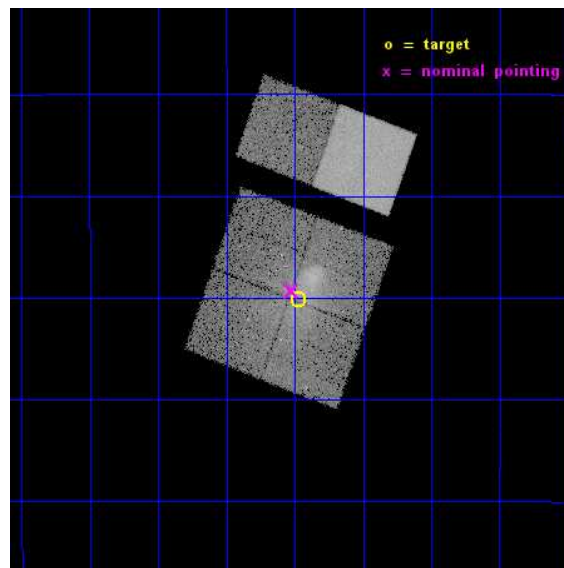 o = target
x = nominal pointing